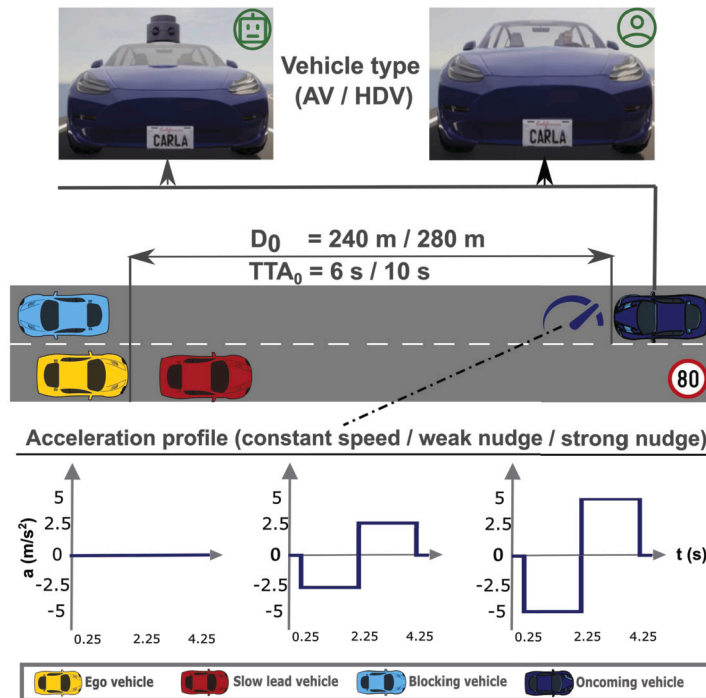 Vehicle type
(AV / HDV)
CARLA
CARLA
D0 = 240 m / 280 m
TTA0 = 6 s / 10 s
80
Acceleration profile (constant speed / weak nudge / strong nudge)
a (m/s²)
5
2.5
0
-2.5
-5
0.25 2.25 4.25
5
2.5
0
-2.5
-5
0.25 2.25 4.25
5
2.5
0
-2.5
-5
0.25 2.25 4.25
t (s)
Ego vehicle Slow lead vehicle Blocking vehicle Oncoming vehicle